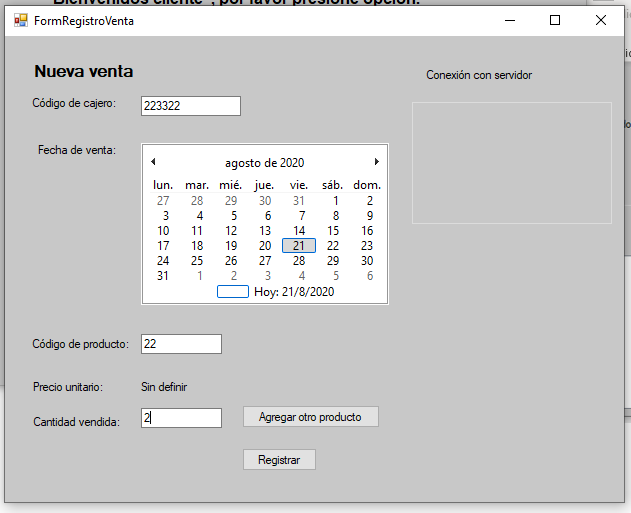 "Bienvenidos cliente", por favor presione opción:
FormRegistroVenta
Nueva venta
Conexión con servidor
Código de cajero:
223322
Fecha de venta:
agosto de 2020
lun. mar. mié. jue. vie. sáb. dom.
27 28 29 30 31 1 2
3 4 5 6 7 8 9
10 11 12 13 14 15 16
17 18 19 20 21 22 23
24 25 26 27 28 29 30
31 1 2 3 4 5 6
Hoy: 21/8/2020
Código de producto:
22
Precio unitario:
Sin definir
Cantidad vendida:
2
Agregar otro producto
Registrar